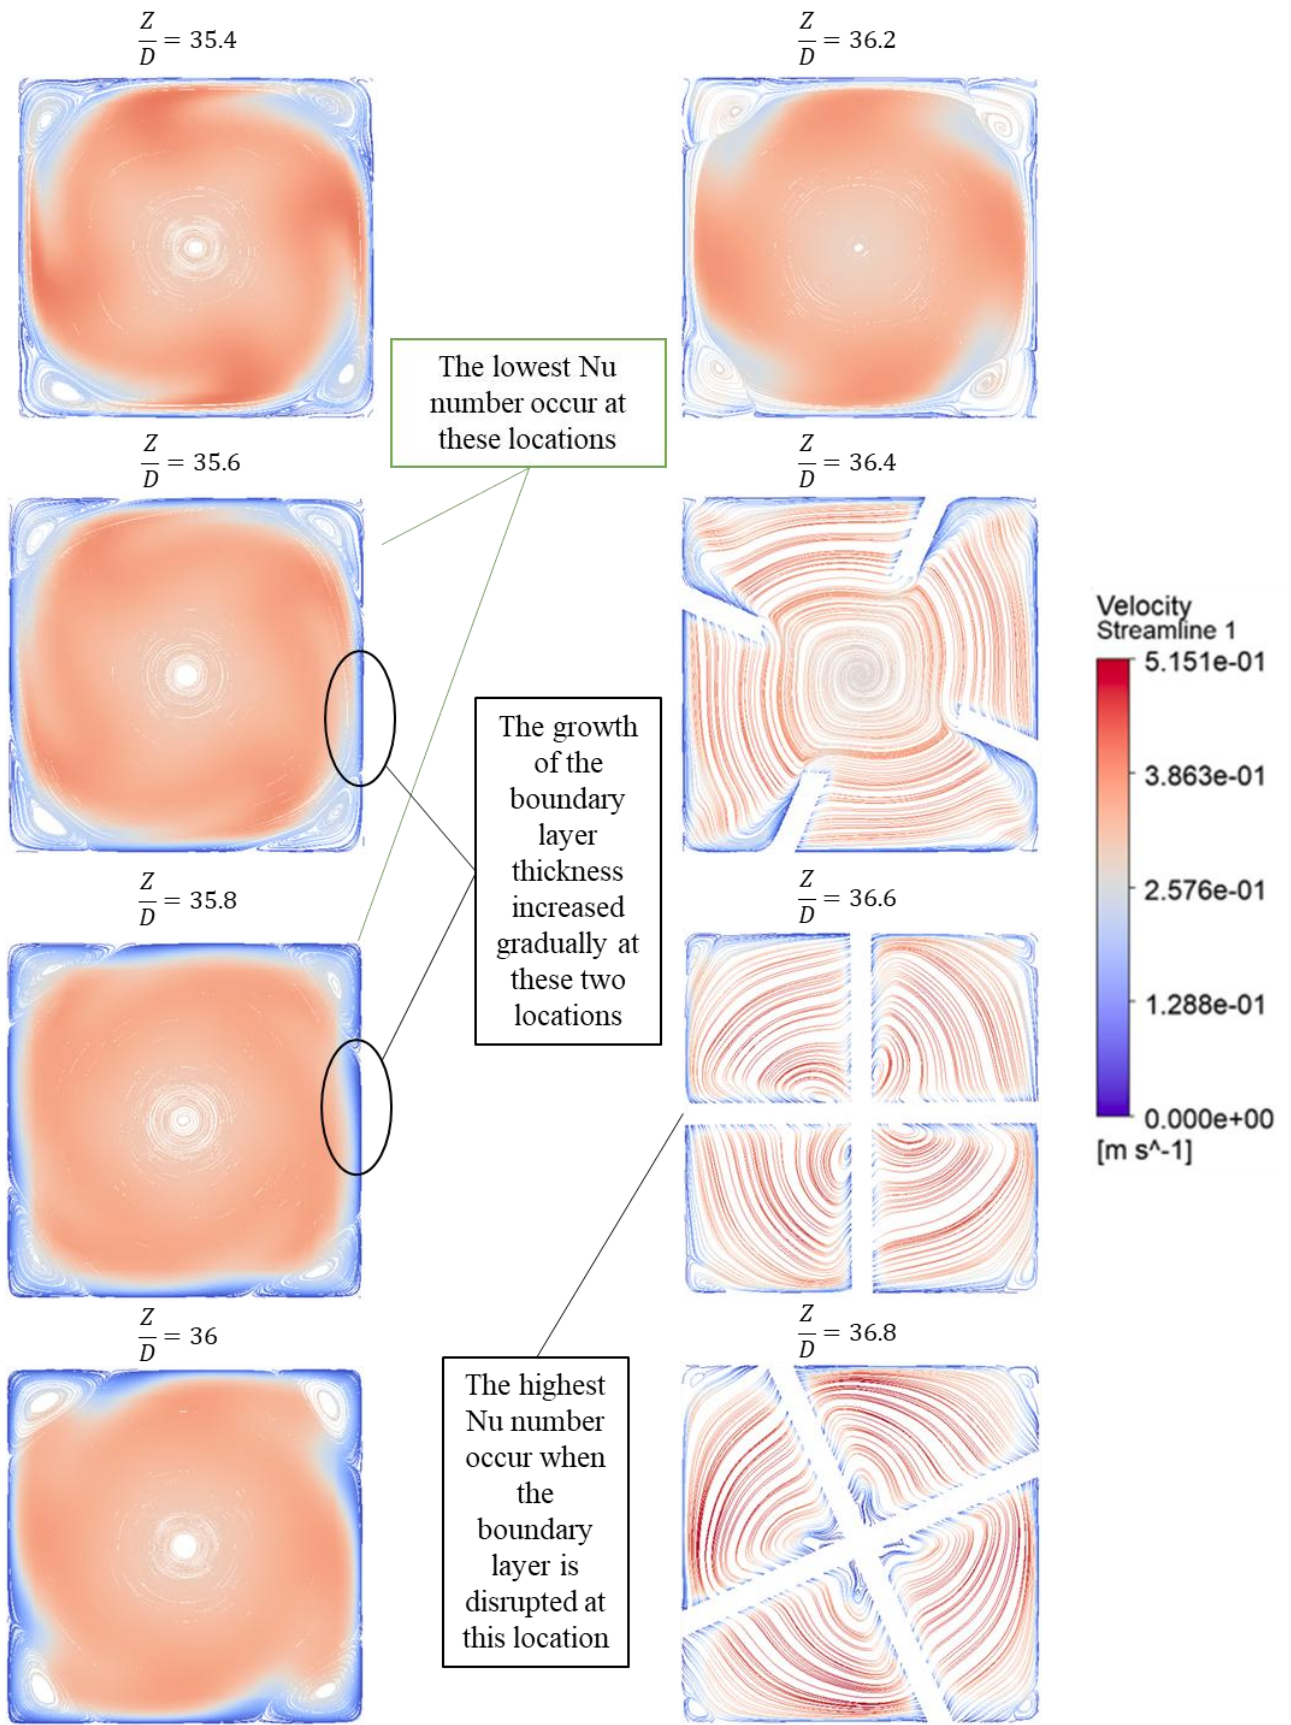 Z/D = 35.4
Z/D = 36.2
The lowest Nu
number occur at
these locations
Z/D = 35.6
Z/D = 36.4
The growth
of the
boundary
layer
thickness
increased
gradually at
these two
locations
Velocity
Streamline 1
5.151e-01
3.863e-01
2.576e-01
1.288e-01
0.000e+00
[m s^-1]
Z/D = 35.8
Z/D = 36.6
Z/D = 36
Z/D = 36.8
The highest
Nu number
occur when
the
boundary
layer is
disrupted at
this location